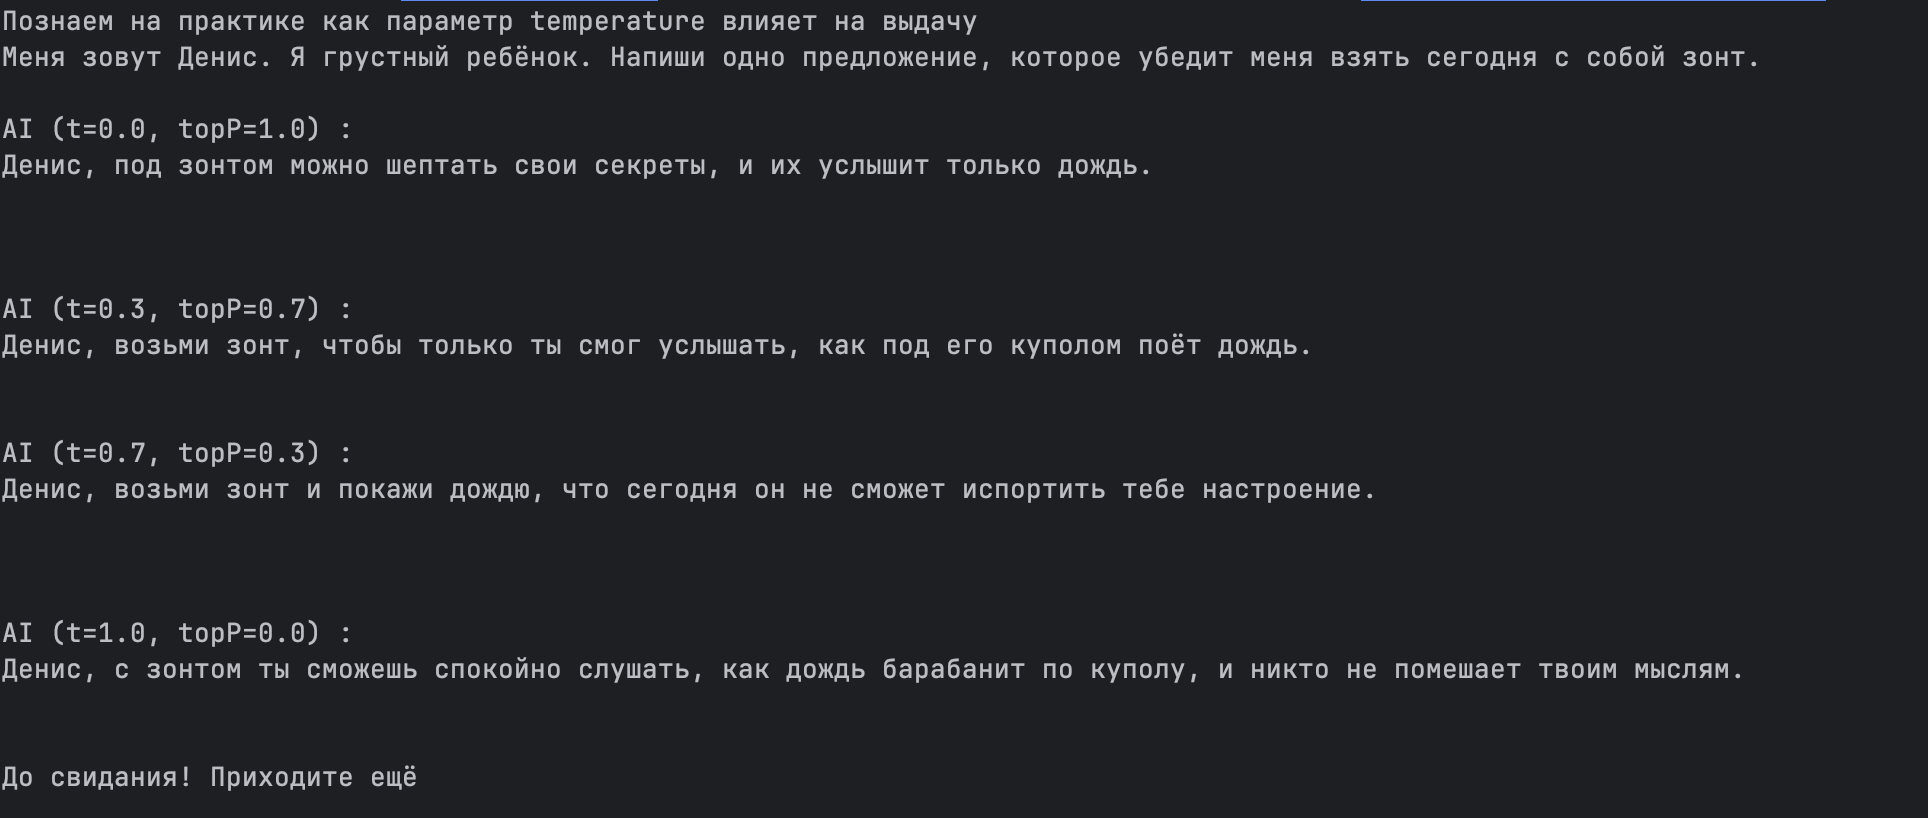 Познаем на практике как параметр temperature влияет на выдачу
Меня зовут Денис. Я грустный ребёнок. Напиши одно предложение, которое убедит меня взять сегодня с собой зонт.
AI (t=0.0, topP=1.0) :
Денис, под зонтом можно шептать свои секреты, и их услышит только дождь.
AI (t=0.3, topP=0.7) :
Денис, возьми зонт, чтобы только ты смог услышать, как под его куполом поёт дождь.
AI (t=0.7, topP=0.3) :
Денис, возьми зонт и покажи дождю, что сегодня он не сможет испортить тебе настроение.
AI (t=1.0, topP=0.0) :
Денис, с зонтом ты сможешь спокойно слушать, как дождь барабанит по куполу, и никто не помешает твоим мыслям.
До свидания! Приходите ещё